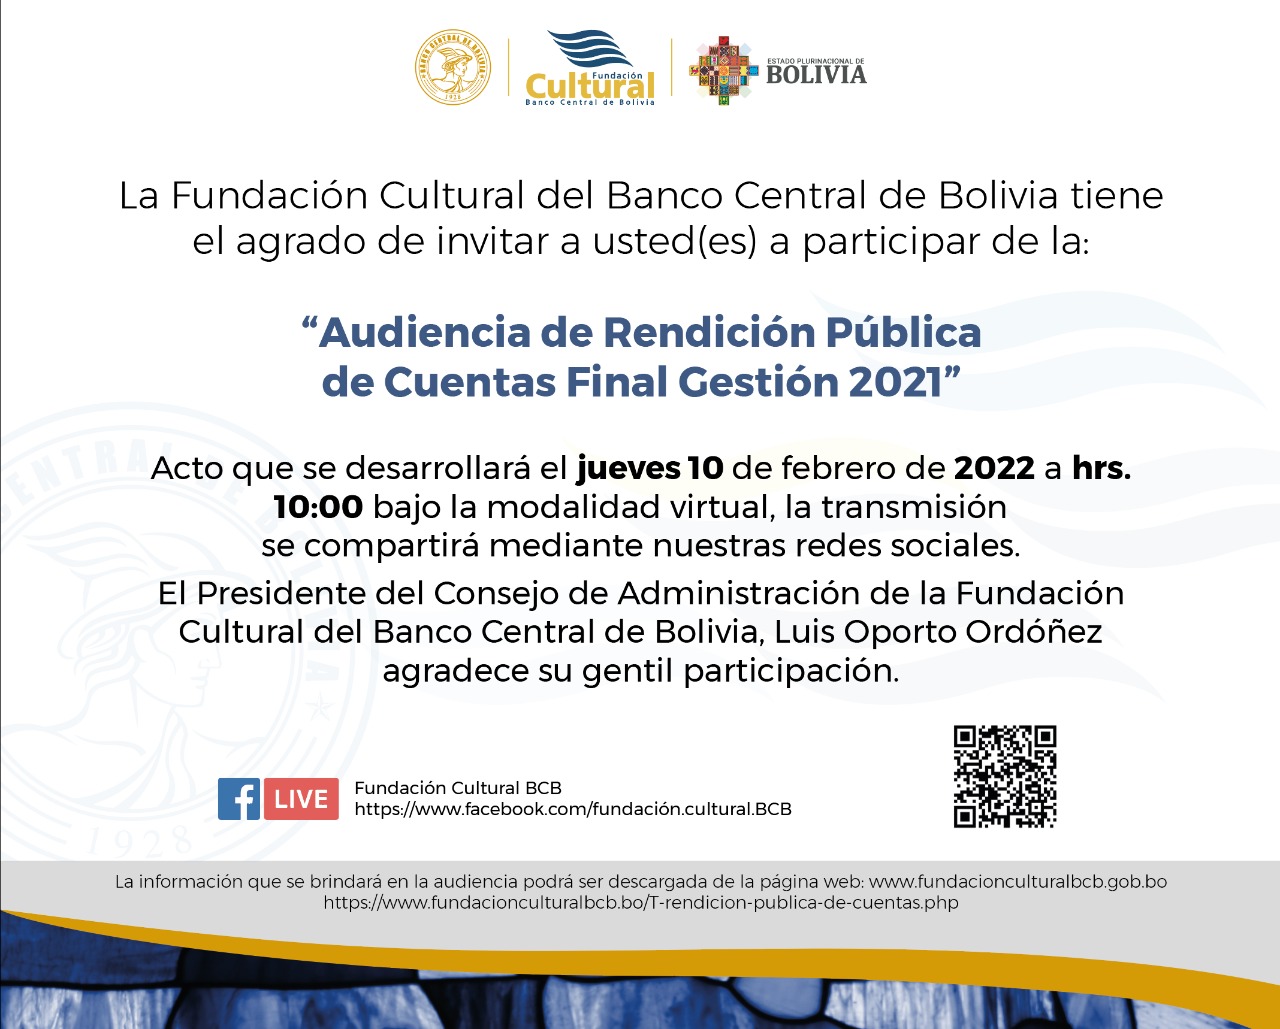 BANCO CENTRAL DE BOLIVIA
1928
Fundación
Cultural
Banco Central de Bolivia
ESTADO PLURINACIONAL DE
BOLIVIA
La Fundación Cultural del Banco Central de Bolivia tiene
el agrado de invitar a usted(es) a participar de la:
“Audiencia de Rendición Pública
de Cuentas Final Gestión 2021”
Acto que se desarrollará el jueves 10 de febrero de 2022 a hrs.
10:00 bajo la modalidad virtual, la transmisión
se compartirá mediante nuestras redes sociales.
El Presidente del Consejo de Administración de la Fundación
Cultural del Banco Central de Bolivia, Luis Oporto Ordóñez
agradece su gentil participación.
f LIVE
Fundación Cultural BCB
https://www.facebook.com/fundación.cultural.BCB
1928
La información que se brindará en la audiencia podrá ser descargada de la página web: www.fundacionculturalbcb.gob.bo
https://www.fundacionculturalbcb.bo/T-rendicion-publica-de-cuentas.php